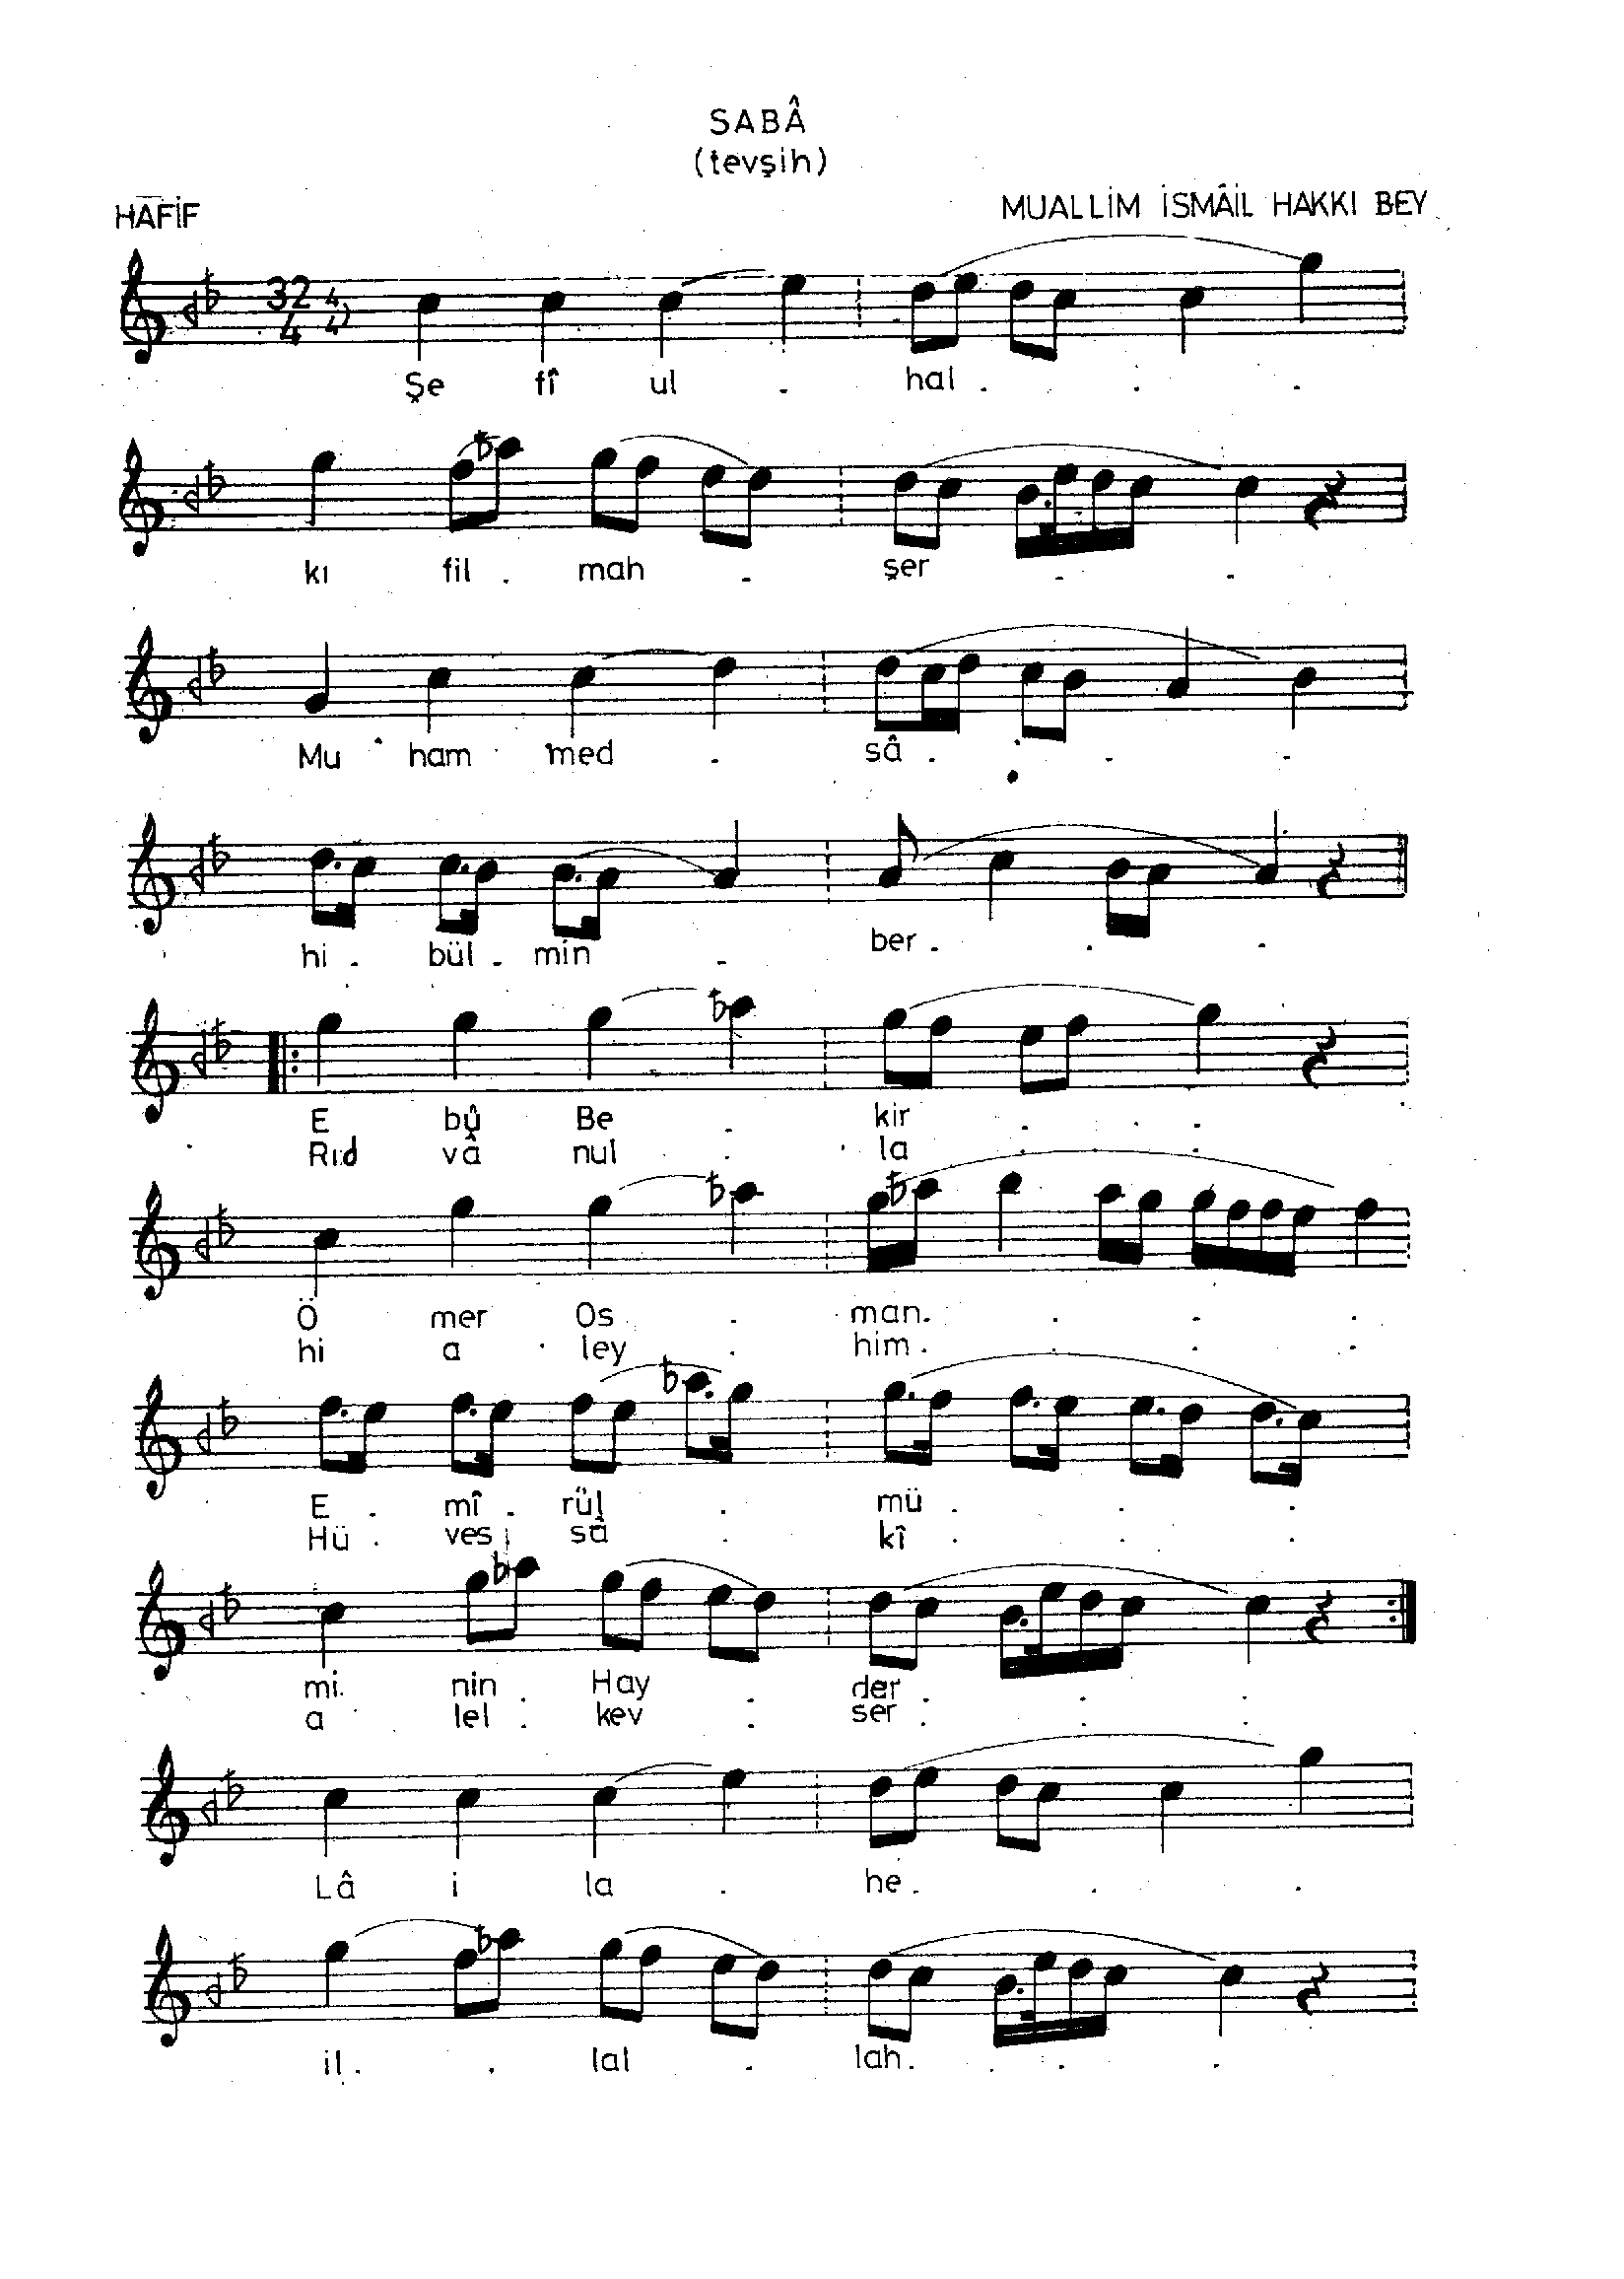 SABÂ
(tevşih)
HAFİF
MUALLİM İSMÂİL HAKKI BEY
32 4
4 4
Şe fî ul . hal . . .
kı fil . mah . şer . .
Mu ham med . sâ . . .
hi . bül . min . ber . . .
E bû Be . kir . . .
Rıd vâ nul . la . .
Ö mer Os . man . . . .
hi a ley . him . . . .
E . mî . rül . mü . . .
Hü . ves sâ . kî . . .
mi nin . Hay . der . . .
a lel . kev . ser . . .
Lâ i la . he . . .
il . . lal . lah . . . .